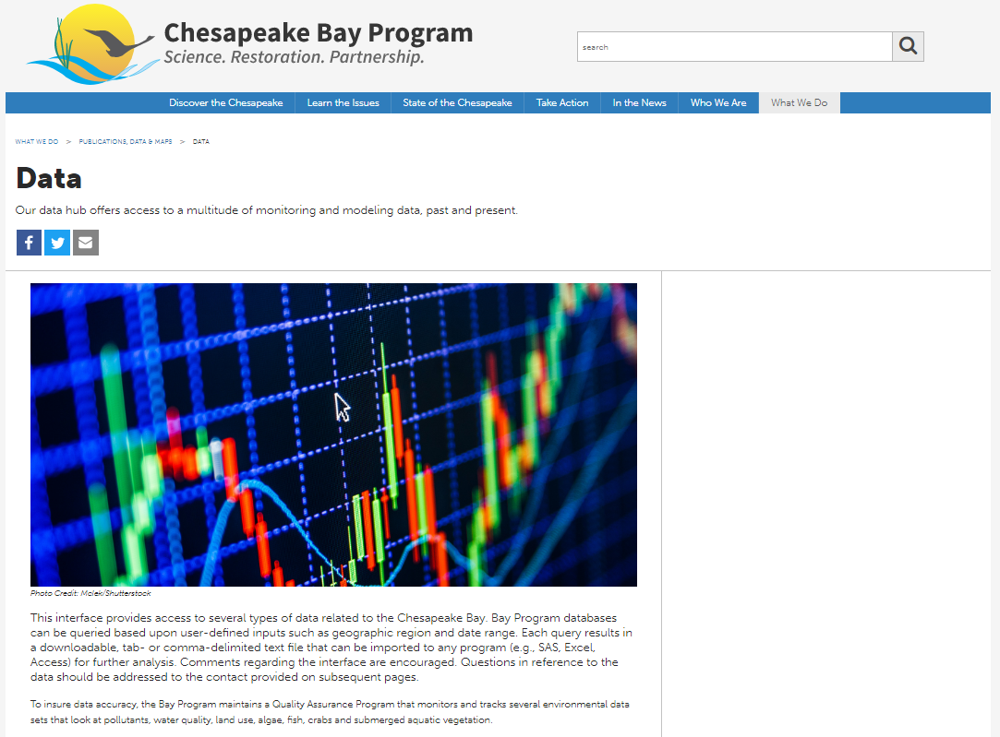 Chesapeake Bay Program
Science. Restoration. Partnership.
search
Discover the Chesapeake
Learn the Issues
State of the Chesapeake
Take Action
In the News
Who We Are
What We Do
WHAT WE DO > PUBLICATIONS, DATA & MAPS > DATA
Data
Our data hub offers access to a multitude of monitoring and modeling data, past and present.
Photo Credit: Molek/Shutterstock
This interface provides access to several types of data related to the Chesapeake Bay. Bay Program databases
can be queried based upon user-defined inputs such as geographic region and date range. Each query results in
a downloadable, tab- or comma-delimited text file that can be imported to any program (e.g., SAS, Excel,
Access) for further analysis. Comments regarding the interface are encouraged. Questions in reference to the
data should be addressed to the contact provided on subsequent pages.
To insure data accuracy, the Bay Program maintains a Quality Assurance Program that monitors and tracks several environmental data
sets that look at pollutants, water quality, land use, algae, fish, crabs and submerged aquatic vegetation.